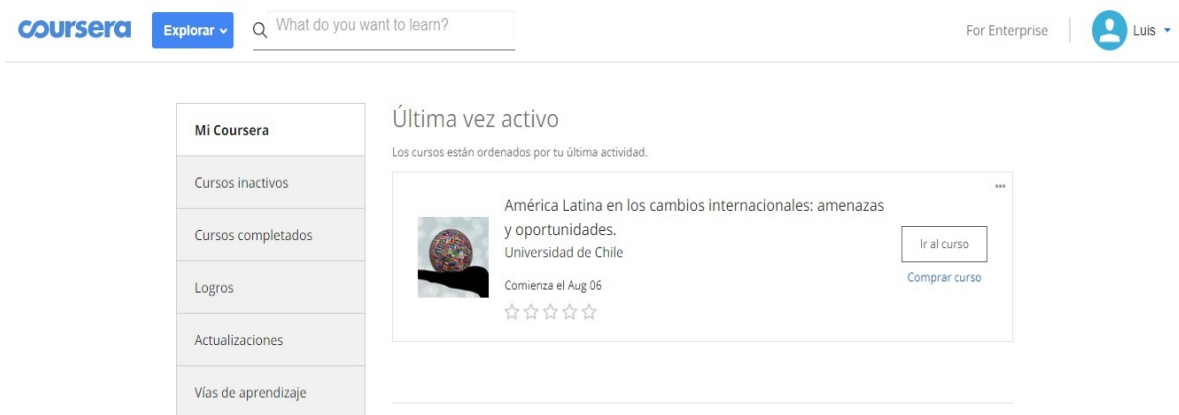 coursera
Explorar
What do you want to learn?
For Enterprise
Luis
Mi Coursera
Cursos inactivos
Cursos completados
Logros
Actualizaciones
Vías de aprendizaje
Última vez activo
Los cursos están ordenados por tu última actividad.
América Latina en los cambios internacionales: amenazas
y oportunidades.
Universidad de Chile
Comienza el Aug 06
Ir al curso
Comprar curso